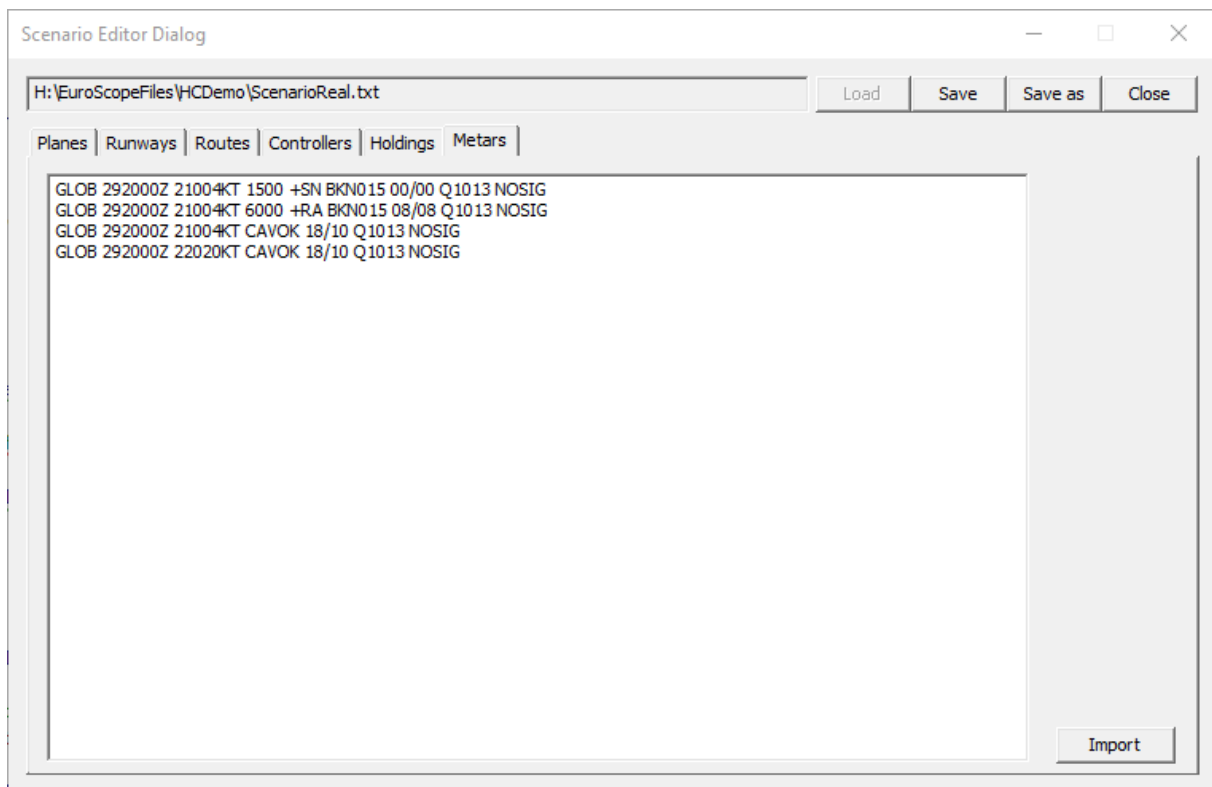 Scenario Editor Dialog
H:\EuroScopeFiles\HCDemo\ScenarioReal.txt
Load
Save
Save as
Close
Planes
Runways
Routes
Controllers
Holdings
Metars
GLOB 292000Z 21004KT 1500 +SN BKN015 00/00 Q1013 NOSIG
GLOB 292000Z 21004KT 6000 +RA BKN015 08/08 Q1013 NOSIG
GLOB 292000Z 21004KT CAVOK 18/10 Q1013 NOSIG
GLOB 292000Z 22020KT CAVOK 18/10 Q1013 NOSIG
Import